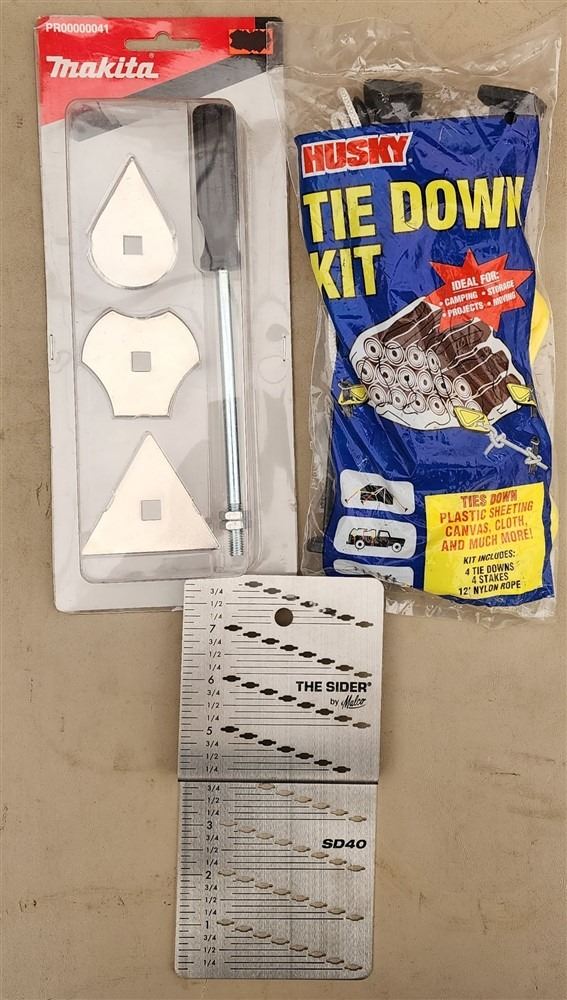 PR00000041
Makita®
HUSKY
TIE DOWN
KIT
IDEAL FOR:
• CAMPING • STORAGE
• PROJECTS • MOVING
TIES DOWN
PLASTIC SHEETING
CANVAS, CLOTH,
AND MUCH MORE!
KIT INCLUDES:
4 TIE DOWNS
4 STAKES
12' NYLON ROPE
3/4
1/2
1/4
7
3/4
1/2
1/4
6
3/4
THE SIDER®
1/2
by Malco
1/4
5
3/4
1/2
1/4
3/4
1/2
1/4
3
3/4
SD40
1/2
1/4
2
3/4
1/2
1/4
1
3/4
1/2
1/4